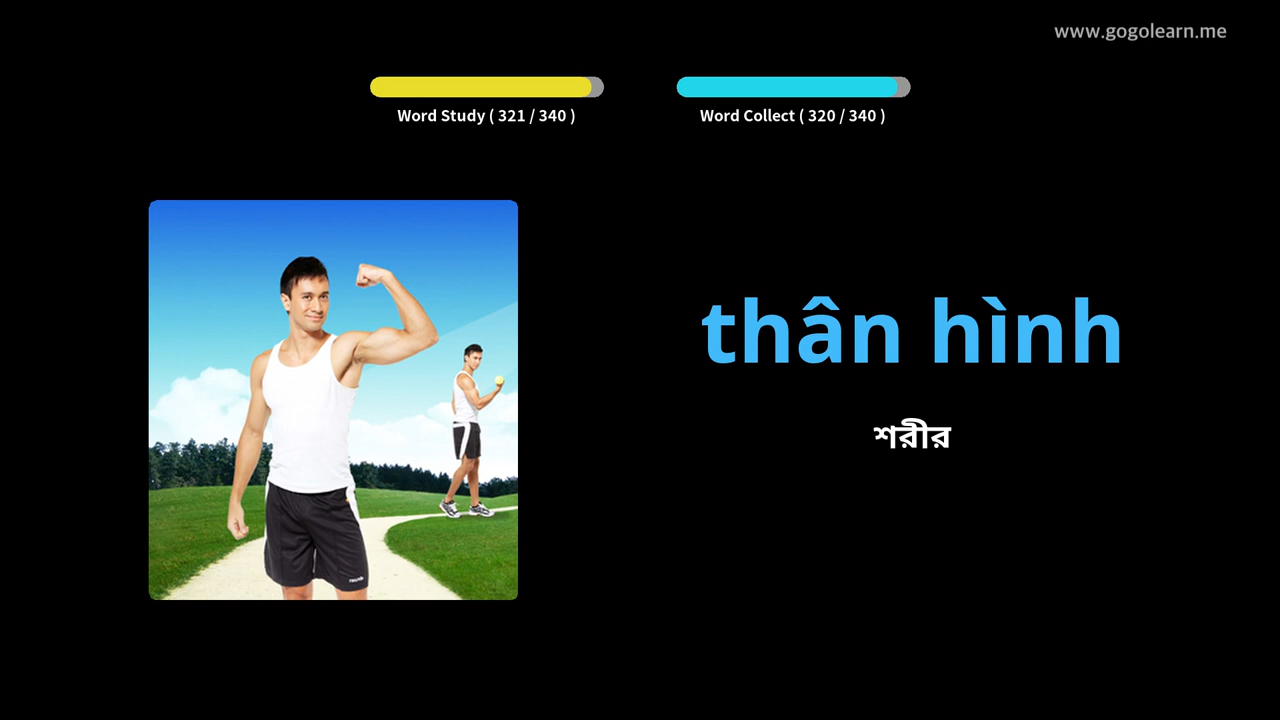 www.gogolearn.me
Word Study ( 321 / 340 )
Word Collect ( 320 / 340 )
thân hình
শরীর